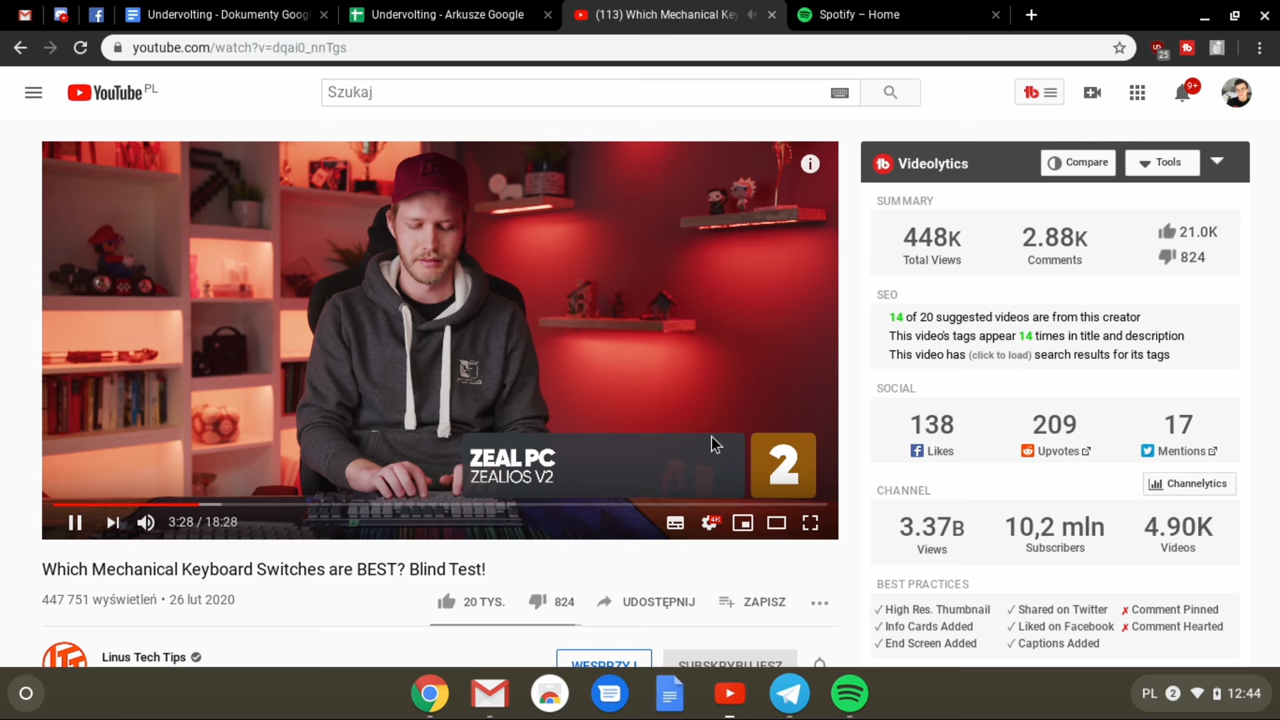 Undervolting - Dokumenty Goog
Undervolting - Arkusze Google
(113) Which Mechanical Ke
Spotify – Home
youtube.com/watch?v=dqai0_nnTgs
25
YouTube PL
Szukaj
9+
ZEAL PC
ZEALIOS V2
2
3:28 / 18:28
4K
Which Mechanical Keyboard Switches are BEST? Blind Test!
447 751 wyświetleń • 26 lut 2020
20 TYS.
824
UDOSTĘPNIJ
ZAPISZ
Linus Tech Tips
WESPRZYJ
SUBSKRYBUJESZ
Videolytics
Compare
Tools
SUMMARY
448K
Total Views
2.88K
Comments
21.0K
824
SEO
14 of 20 suggested videos are from this creator
This video's tags appear 14 times in title and description
This video has (click to load) search results for its tags
SOCIAL
138
Likes
209
Upvotes
17
Mentions
CHANNEL
Channelytics
3.37B
Views
10,2 mln
Subscribers
4.90K
Videos
BEST PRACTICES
✓ High Res. Thumbnail
✓ Shared on Twitter
✗ Comment Pinned
✓ Info Cards Added
✓ Liked on Facebook
✗ Comment Hearted
✓ End Screen Added
✓ Captions Added
PL 2 12:44